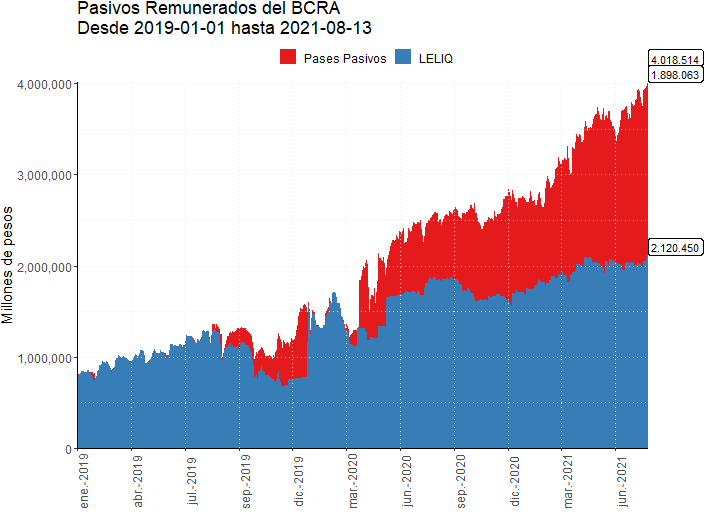 Pasivos Remunerados del BCRA
Desde 2019-01-01 hasta 2021-08-13
Pases Pasivos LELIQ
4.018.514
1.898.063
2.120.450
Millones de pesos
4,000,000
3,000,000
2,000,000
1,000,000
0
ene.-2019
abr.-2019
jul.-2019
sep.-2019
dic.-2019
mar.-2020
jun.-2020
sep.-2020
dic.-2020
mar.-2021
jun.-2021